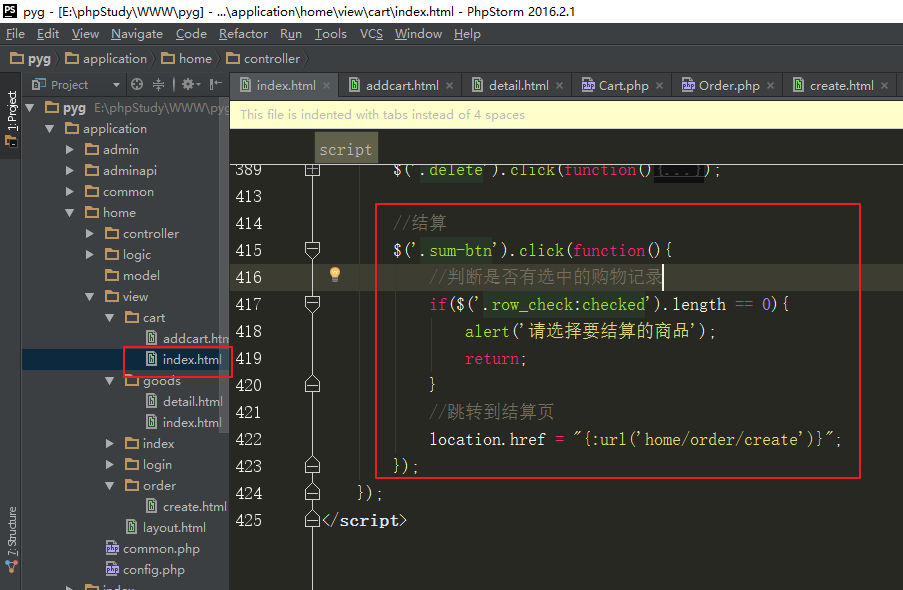 pyg - [E:\phpStudy\WWW\pyg] - ...\application\home\view\cart\index.html - PhpStorm 2016.2.1
File Edit View Navigate Code Refactor Run Tools VCS Window Help
pyg application home controller
Project
index.html addcart.html detail.html Cart.php Order.php create.html
1: Project
7: Structure
pyg E:\phpStudy\WWW\pyg
application
admin
adminapi
common
home
controller
logic
model
view
cart
addcart.htm
index.html
goods
detail.html
index.html
index
login
order
create.html
layout.html
common.php
config.php
index
This file is indented with tabs instead of 4 spaces
script
389 $('.delete').click(function(){...});
413
414 //结算
415 $('.sum-btn').click(function(){
416 //判断是否有选中的购物记录
417 if($('.row_check:checked').length == 0){
418 alert('请选择要结算的商品');
419 return;
420 }
421 //跳转到结算页
422 location.href = "{:url('home/order/create')}";
423 });
424 });
425 </script>